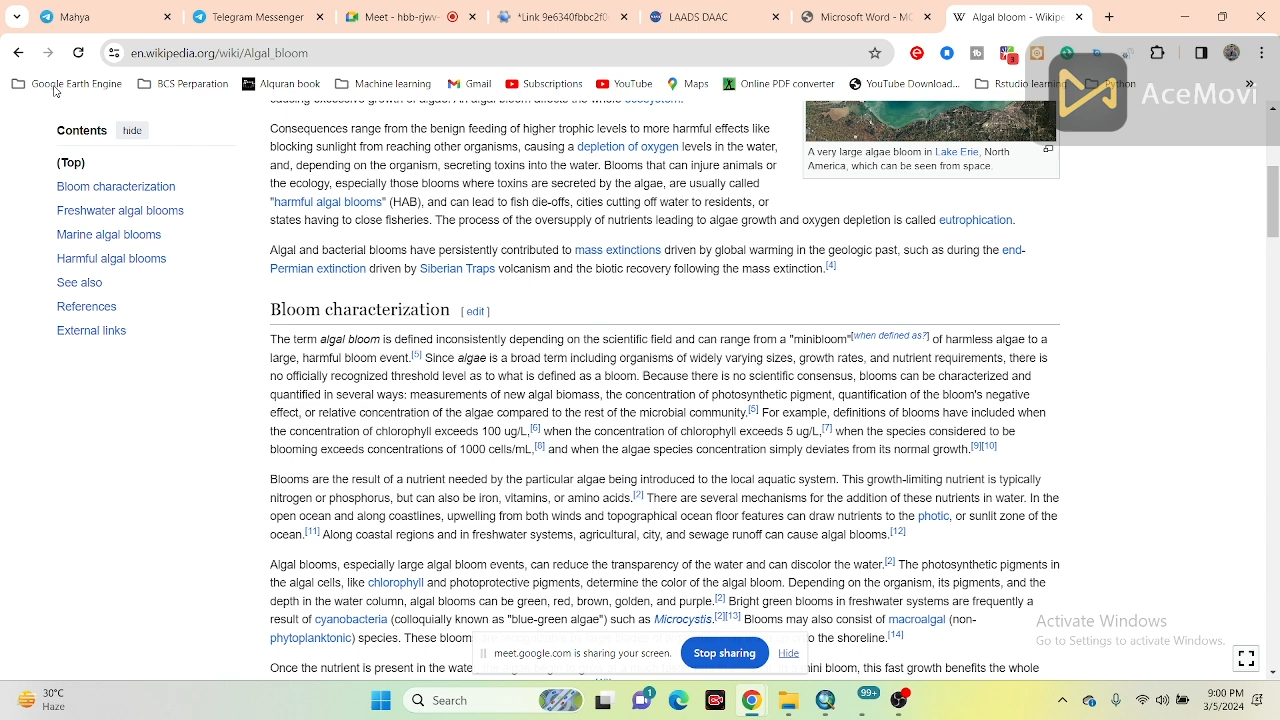 Telegram
Telegram Messenger
Meet - hbb-rjwv-
*Link 9e6340fbbc2f0
LAADS DAAC
Microsoft Word - MO
Algal bloom - Wikipe
en.wikipedia.org/wiki/Algal_bloom
3
Google Earth Engine
BCS Preperation
Alquranbook
Machine learning
Gmail
Subscriptions
YouTube
Maps
Online PDF converter
YouTube Download...
Rstudio learning
Python
AceMovi
Contents hide
(Top)
Bloom characterization
Freshwater algal blooms
Marine algal blooms
Harmful algal blooms
See also
References
External links
leading excessive growth of algae. An algal bloom affects the whole ecosystem.
Consequences range from the benign feeding of higher trophic levels to more harmful effects like
blocking sunlight from reaching other organisms, causing a depletion of oxygen levels in the water,
and, depending on the organism, secreting toxins into the water. Blooms that can injure animals or
the ecology, especially those blooms where toxins are secreted by the algae, are usually called
"harmful algal blooms" (HAB), and can lead to fish die-offs, cities cutting off water to residents, or
states having to close fisheries. The process of the oversupply of nutrients leading to algae growth and oxygen depletion is called eutrophication.
A very large algae bloom in Lake Erie, North
America, which can be seen from space.
Algal and bacterial blooms have persistently contributed to mass extinctions driven by global warming in the geologic past, such as during the end-
Permian extinction driven by Siberian Traps volcanism and the biotic recovery following the mass extinction.[4]
Bloom characterization [ edit ]
The term algal bloom is defined inconsistently depending on the scientific field and can range from a "minibloom"[when defined as?] of harmless algae to a
large, harmful bloom event.[5] Since algae is a broad term including organisms of widely varying sizes, growth rates, and nutrient requirements, there is
no officially recognized threshold level as to what is defined as a bloom. Because there is no scientific consensus, blooms can be characterized and
quantified in several ways: measurements of new algal biomass, the concentration of photosynthetic pigment, quantification of the bloom's negative
effect, or relative concentration of the algae compared to the rest of the microbial community.[5] For example, definitions of blooms have included when
the concentration of chlorophyll exceeds 100 ug/L,[6] when the concentration of chlorophyll exceeds 5 ug/L,[7] when the species considered to be
blooming exceeds concentrations of 1000 cells/mL,[8] and when the algae species concentration simply deviates from its normal growth.[9][10]
Blooms are the result of a nutrient needed by the particular algae being introduced to the local aquatic system. This growth-limiting nutrient is typically
nitrogen or phosphorus, but can also be iron, vitamins, or amino acids.[2] There are several mechanisms for the addition of these nutrients in water. In the
open ocean and along coastlines, upwelling from both winds and topographical ocean floor features can draw nutrients to the photic, or sunlit zone of the
ocean.[11] Along coastal regions and in freshwater systems, agricultural, city, and sewage runoff can cause algal blooms.[12]
Algal blooms, especially large algal bloom events, can reduce the transparency of the water and can discolor the water.[2] The photosynthetic pigments in
the algal cells, like chlorophyll and photoprotective pigments, determine the color of the algal bloom. Depending on the organism, its pigments, and the
depth in the water column, algal blooms can be green, red, brown, golden, and purple.[2] Bright green blooms in freshwater systems are frequently a
result of cyanobacteria (colloquially known as "blue-green algae") such as Microcystis.[2][13] Blooms may also consist of macroalgal (non-
phytoplanktonic) species. These blooms the shoreline.[14]
Once the nutrient is present in the water, mini bloom, this fast growth benefits the whole
meet.google.com is sharing your screen.
Stop sharing
Hide
Activate Windows
Go to Settings to activate Windows.
30°C
Haze
Search
1
99+
9:00 PM
3/5/2024